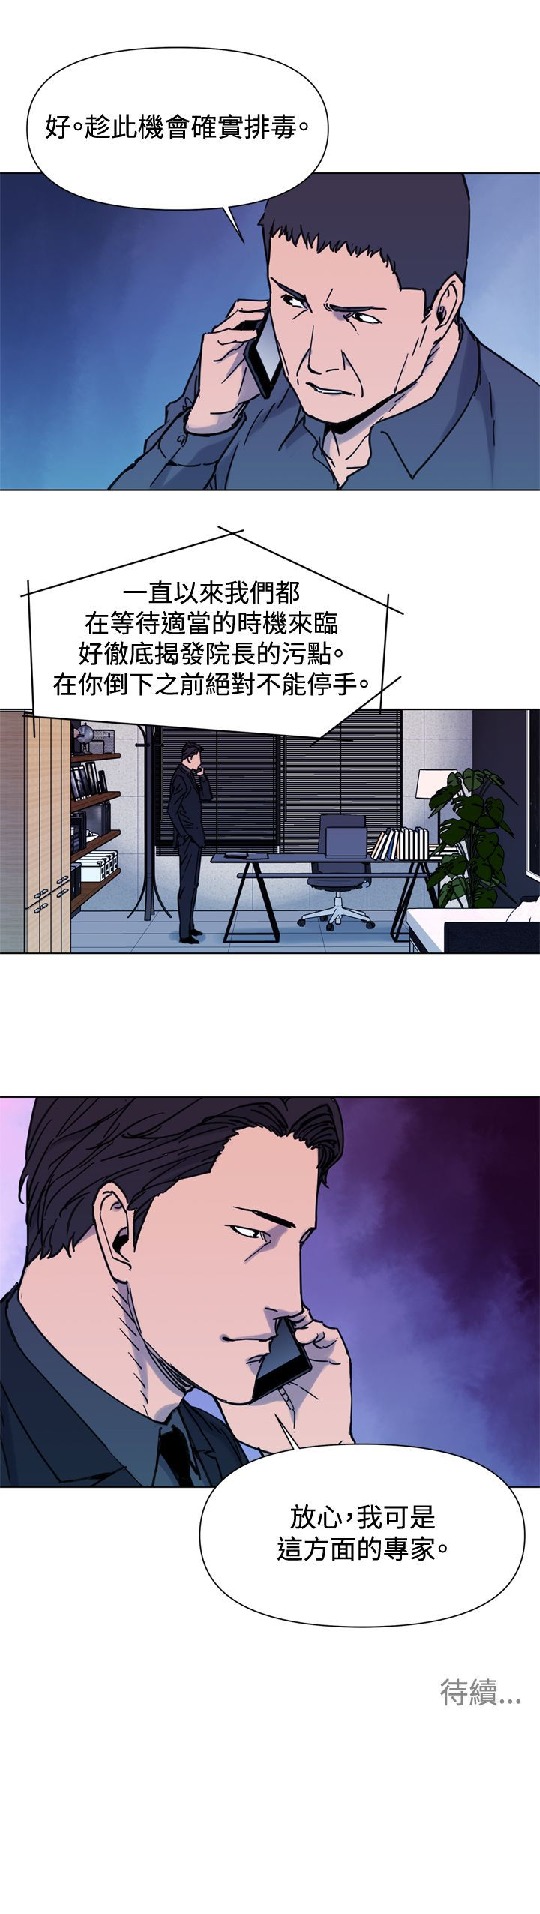 好。趁此機會確實排毒。
一直以來我們都
在等待適當的時機來臨
好徹底揭發院長的污點。
在你倒下之前絕對不能停手。
放心，我可是
這方面的專家。
待續...